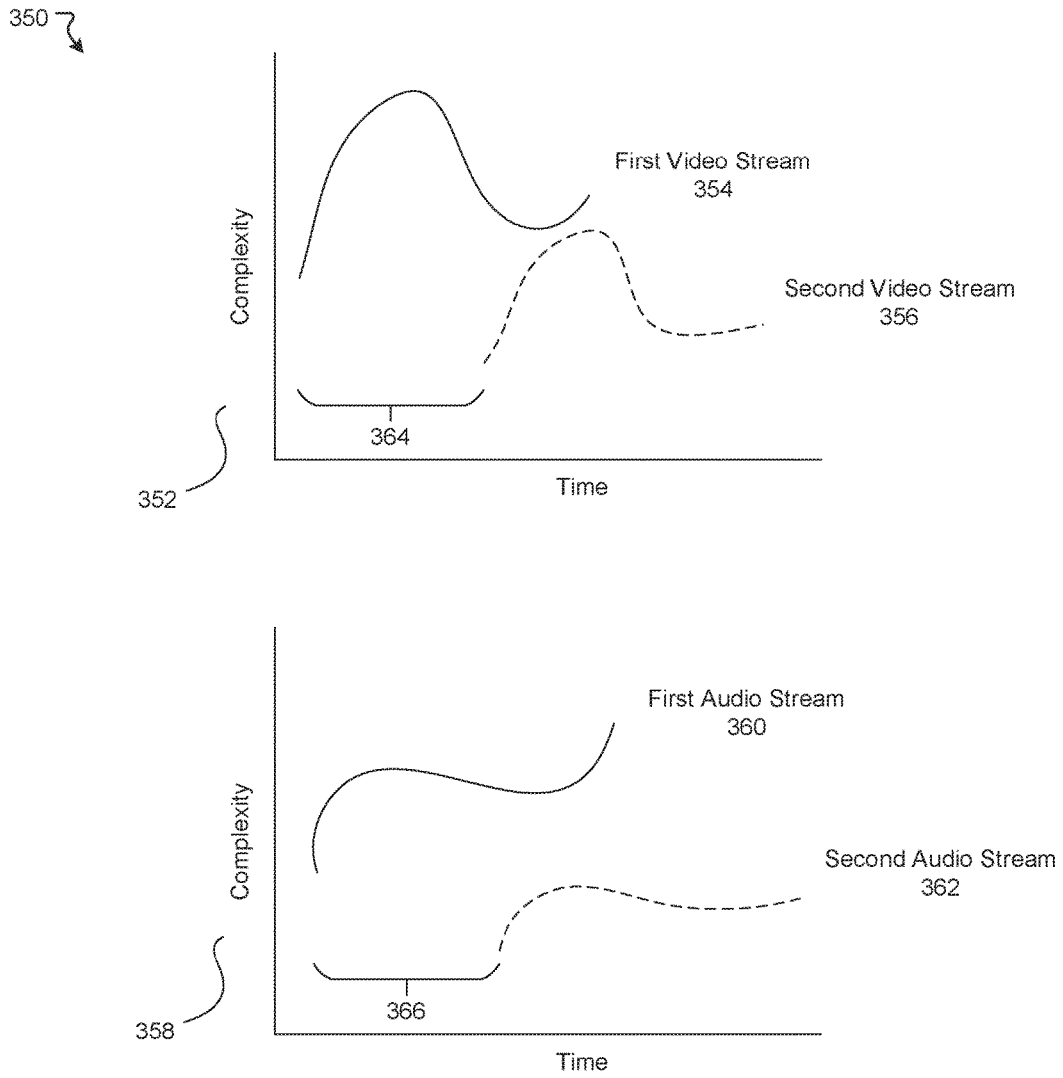 350
First Video Stream
354
Complexity
Second Video Stream
356
364
352
Time
First Audio Stream
360
Complexity
Second Audio Stream
362
366
358
Time